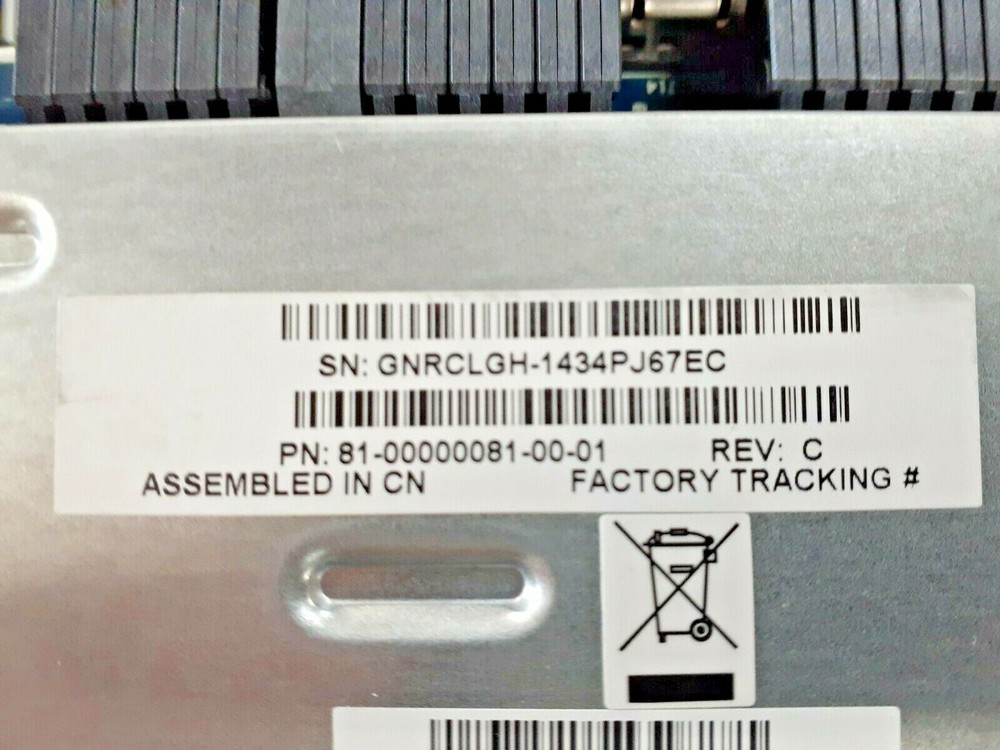 SN: GNRCLGH-1434PJ67EC
PN: 81-00000081-00-01 REV: C
ASSEMBLED IN CN FACTORY TRACKING #